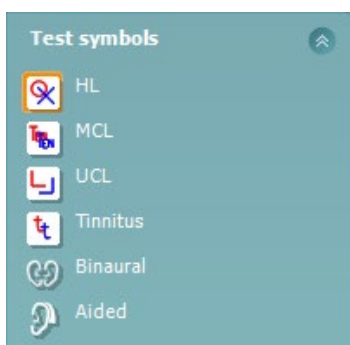 Test symbols
HL
MCL
UCL
Tinnitus
Binaural
Aided